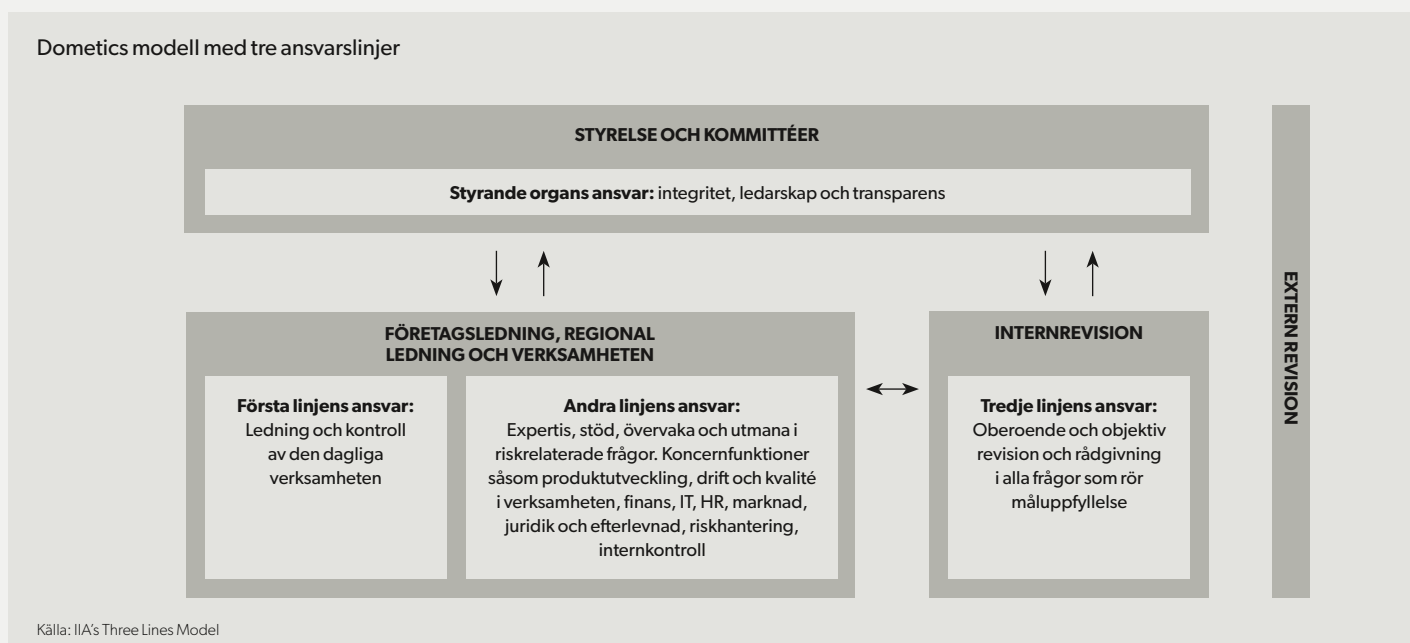 Dometics modell med tre ansvarslinjer
STYRELSE OCH KOMMITTÉER
Styrande organs ansvar: integritet, ledarskap och transparens
FÖRETAGSLEDNING, REGIONAL
LEDNING OCH VERKSAMHETEN
Första linjens ansvar:
Ledning och kontroll
av den dagliga
verksamheten
Andra linjens ansvar:
Expertis, stöd, övervaka och utmana i
riskrelaterade frågor. Koncernfunktioner
såsom produktutveckling, drift och kvalité
i verksamheten, finans, IT, HR, marknad,
juridik och efterlevnad, riskhantering,
internkontroll
INTERNREVISION
Tredje linjens ansvar:
Oberoende och objektiv
revision och rådgivning
i alla frågor som rör
måluppfyllelse
EXTERN REVISION
Källa: IIA's Three Lines Model